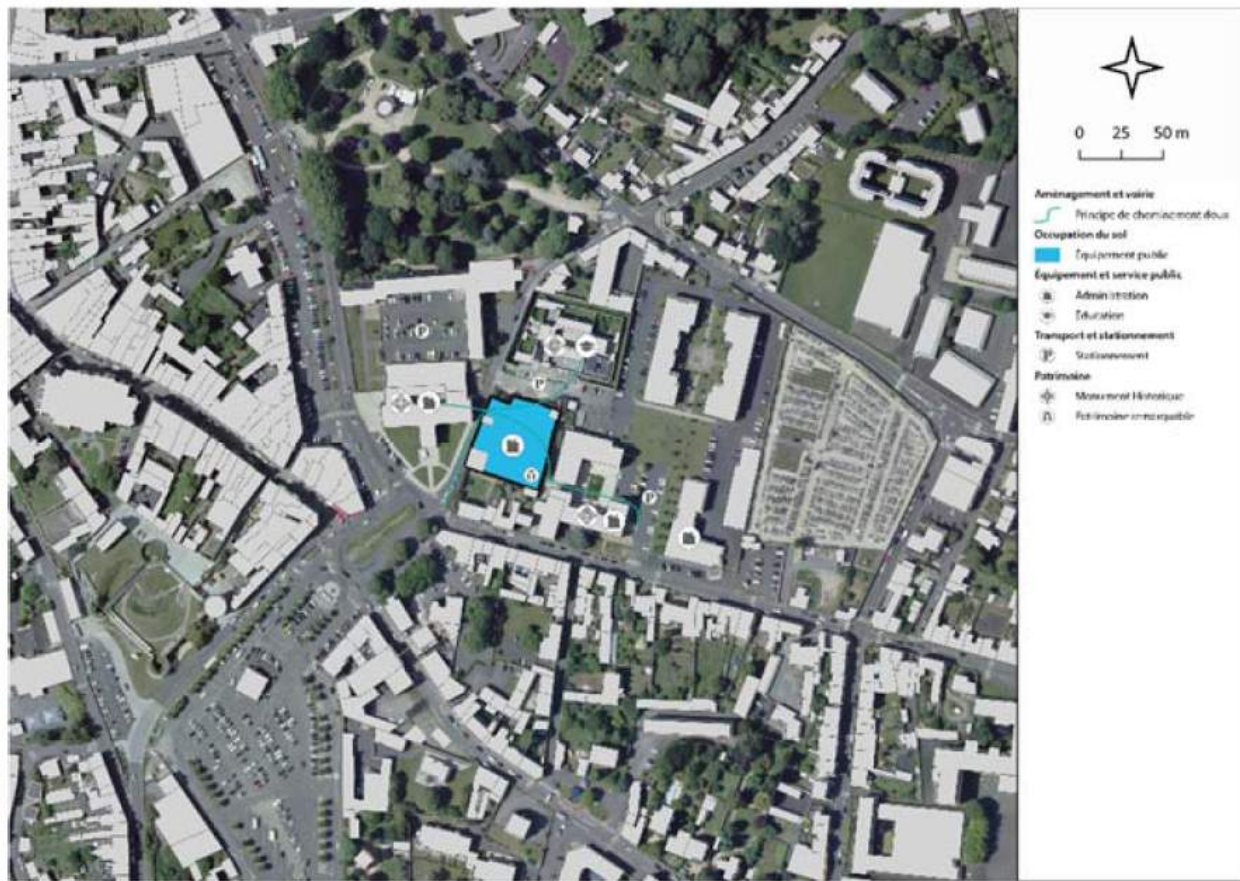 0 25 50 m
Aménagement et voirie
Principe de cheminement doux
Occupation du sol
Équipement public
Équipement et service public
Administration
Éducation
Transport et stationnement
P Stationnement
Patrimoine
Monument Historique
Patrimoine remarquable
P
P
P